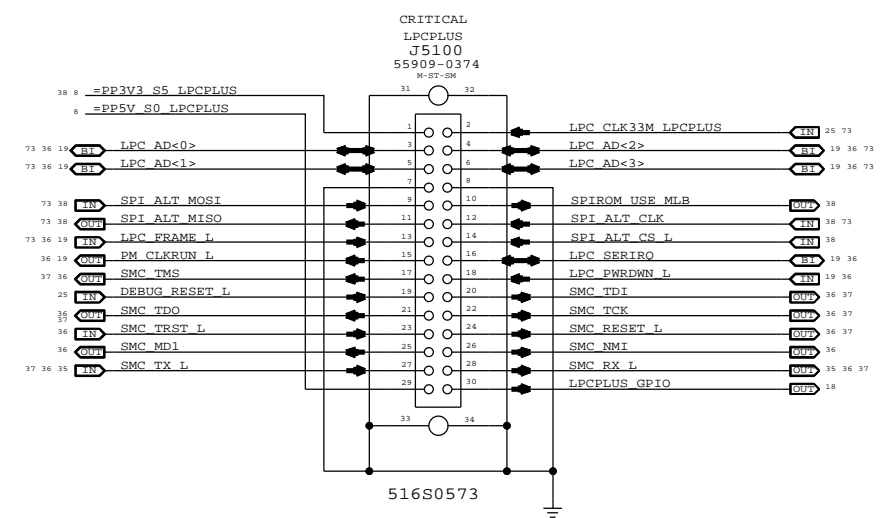 CRITICAL
LPCPLUS
J5100
55909-0374
M-ST-SM
31 32
38 8 =PP3V3_S5_LPCPLUS
8 =PP5V_S0_LPCPLUS
1 2 LPC_CLK33M_LPCPLUS IN 25 73
73 36 19 BI LPC_AD<0> 3 4 LPC_AD<2> BI 19 36 73
73 36 19 BI LPC_AD<1> 5 6 LPC_AD<3> BI 19 36 73
7 8
73 38 IN SPI_ALT_MOSI 9 10 SPIROM_USE_MLB OUT 38
73 38 OUT SPI_ALT_MISO 11 12 SPI_ALT_CLK IN 38 73
73 36 19 IN LPC_FRAME_L 13 14 SPI_ALT_CS_L IN 38
36 19 OUT PM_CLKRUN_L 15 16 LPC_SERIRQ BI 19 36
37 36 OUT SMC_TMS 17 18 LPC_PWRDWN_L IN 19 36
25 IN DEBUG_RESET_L 19 20 SMC_TDI OUT 36 37
36 37 OUT SMC_TDO 21 22 SMC_TCK OUT 36 37
36 IN SMC_TRST_L 23 24 SMC_RESET_L OUT 36 37
36 OUT SMC_MD1 25 26 SMC_NMI OUT 36
37 36 35 IN SMC_TX_L 27 28 SMC_RX_L OUT 35 36 37
29 30 LPCPLUS_GPIO OUT 18
33 34
516S0573